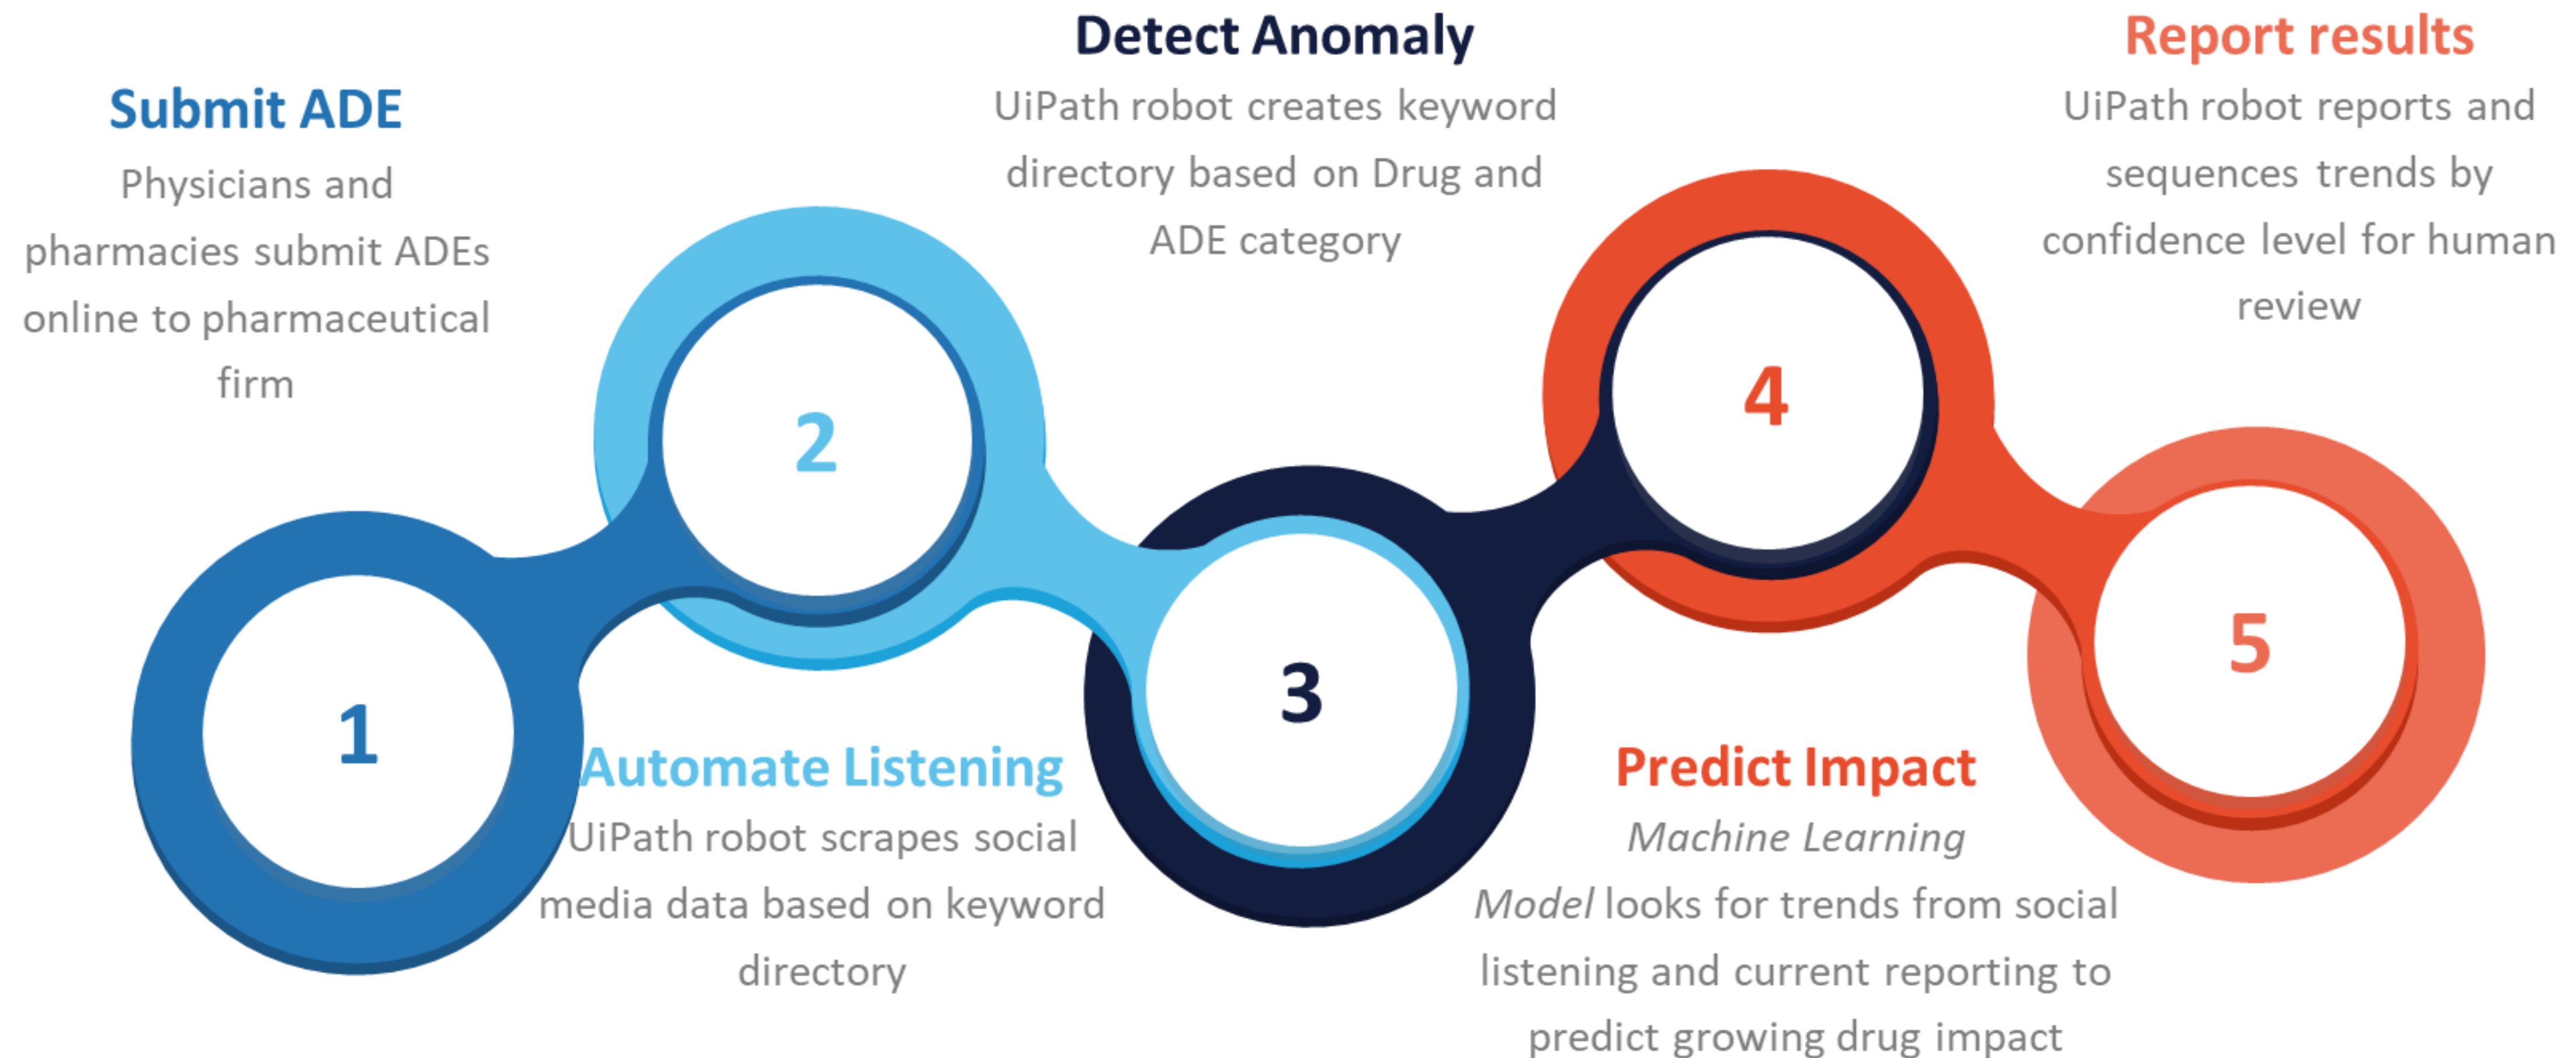 Submit ADE
Physicians and
pharmacies submit ADEs
online to pharmaceutical
firm
1
2
Automate Listening
UiPath robot scrapes social
media data based on keyword
directory
Detect Anomaly
UiPath robot creates keyword
directory based on Drug and
ADE category
3
4
Predict Impact
Machine Learning
Model looks for trends from social
listening and current reporting to
predict growing drug impact
Report results
UiPath robot reports and
sequences trends by
confidence level for human
review
5